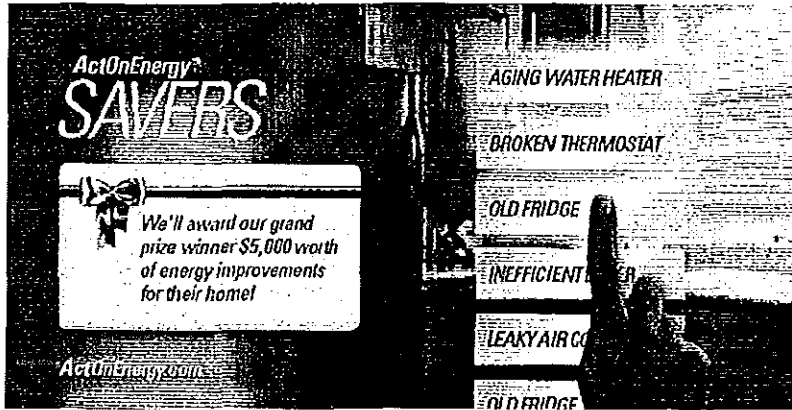 ActOnEnergy™
SAVERS
We'll award our grand
prize winner $5,000 worth
of energy improvements
for their home!
ActOnEnergy.com
AGING WATER HEATER
BROKEN THERMOSTAT
OLD FRIDGE
INEFFICIENT
LEAKY AIR
OLD FRIDGE